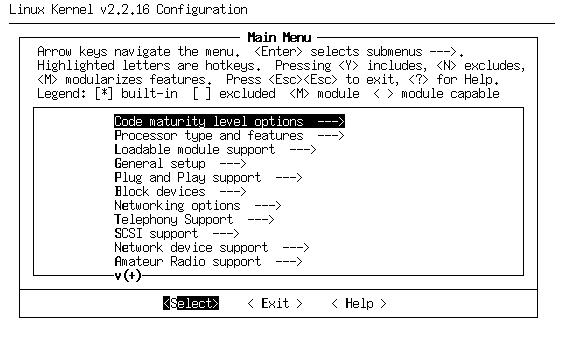 Linux Kernel v2.2.16 Configuration
Main Menu
Arrow keys navigate the menu.  <Enter> selects submenus --->.
Highlighted letters are hotkeys.  Pressing <Y> includes, <N> excludes,
<M> modularizes features.  Press <Esc><Esc> to exit, <?> for Help.
Legend: [*] built-in  [ ] excluded  <M> module  < > module capable
Code maturity level options  --->
Processor type and features  --->
Loadable module support  --->
General setup  --->
Plug and Play support  --->
Block devices  --->
Networking options  --->
Telephony Support  --->
SCSI support  --->
Network device support  --->
Amateur Radio support  --->
v(+)
<Select>    < Exit >    < Help >